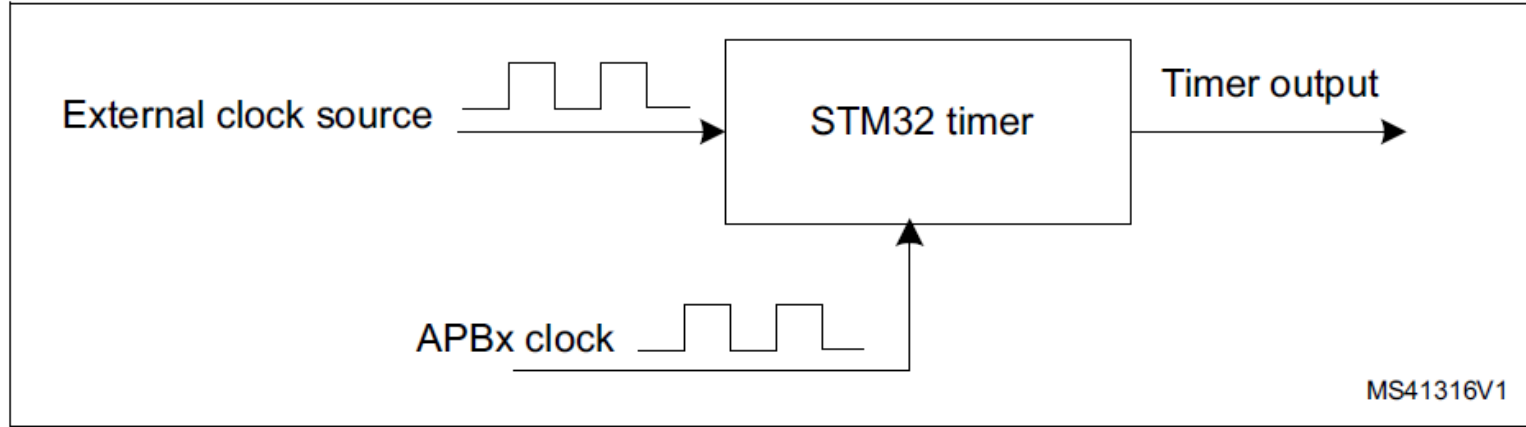 External clock source
STM32 timer
Timer output
APBx clock
MS41316V1